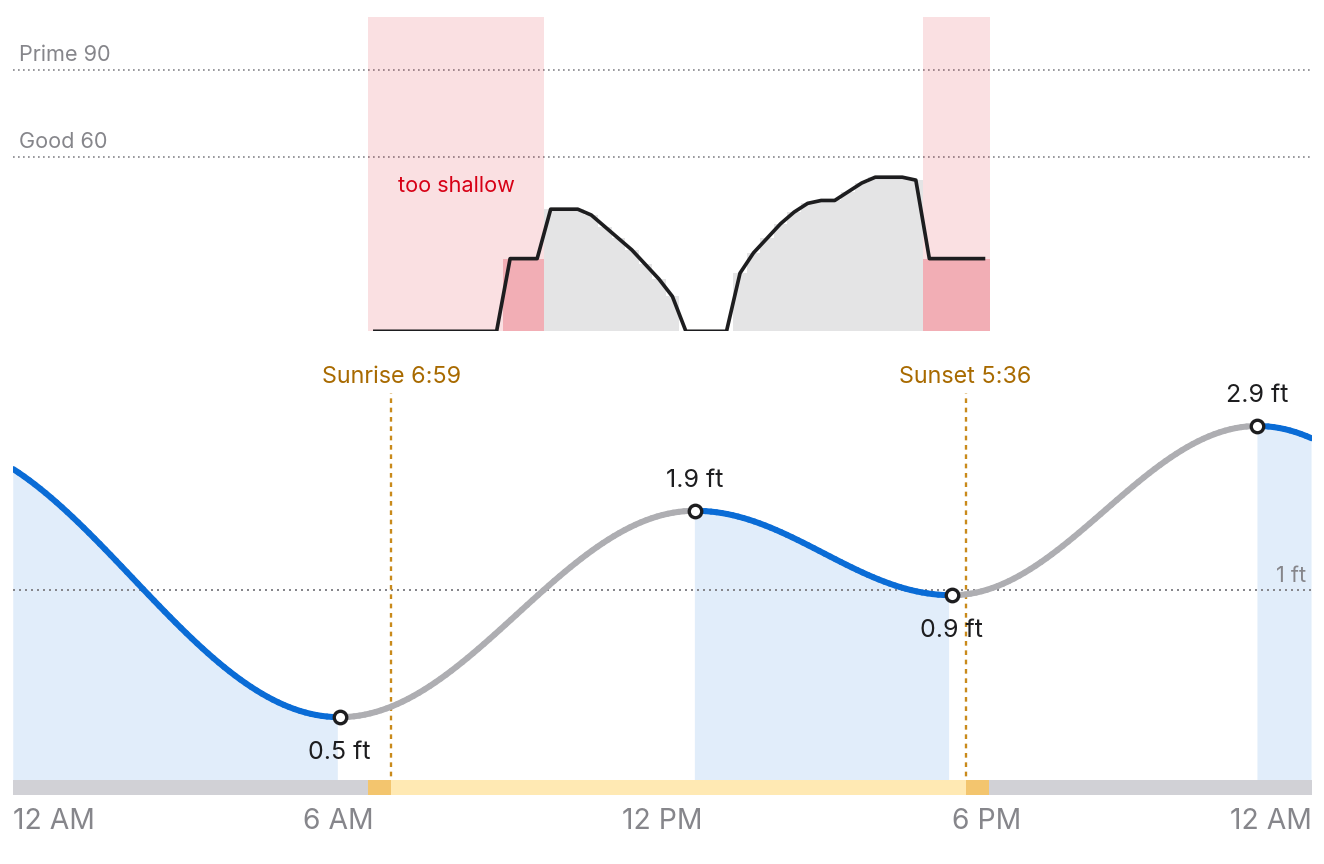 Prime 90
Good 60
too shallow
Sunrise 6:59
Sunset 5:36
2.9 ft
1.9 ft
1 ft
0.9 ft
0.5 ft
12 AM
6 AM
12 PM
6 PM
12 AM